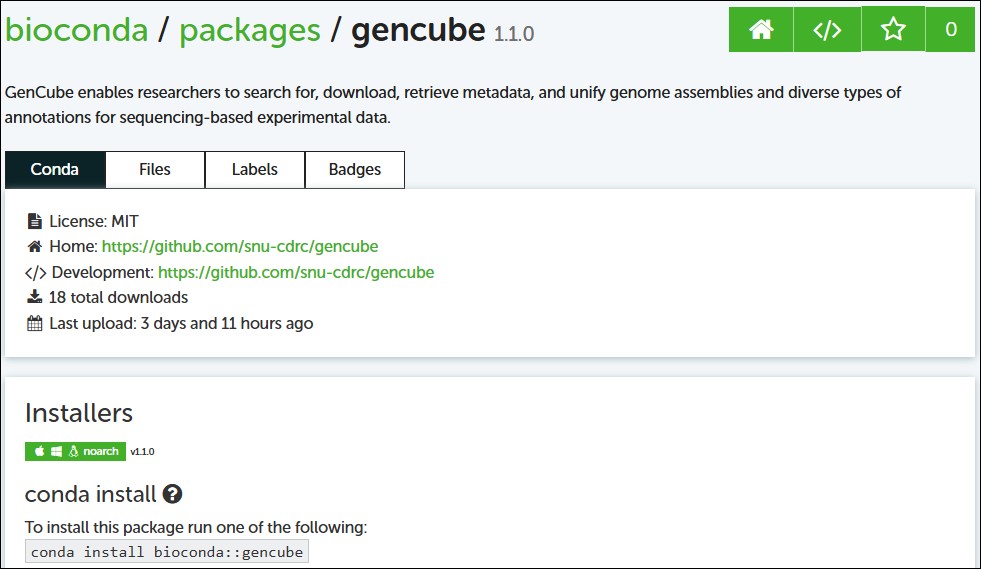 bioconda / packages / gencube 1.1.0
0
GenCube enables researchers to search for, download, retrieve metadata, and unify genome assemblies and diverse types of
annotations for sequencing-based experimental data.
Conda Files Labels Badges
License: MIT
Home: https://github.com/snu-cdrc/gencube
</> Development: https://github.com/snu-cdrc/gencube
18 total downloads
Last upload: 3 days and 11 hours ago
Installers
noarch v1.1.0
conda install ?
To install this package run one of the following:
conda install bioconda::gencube